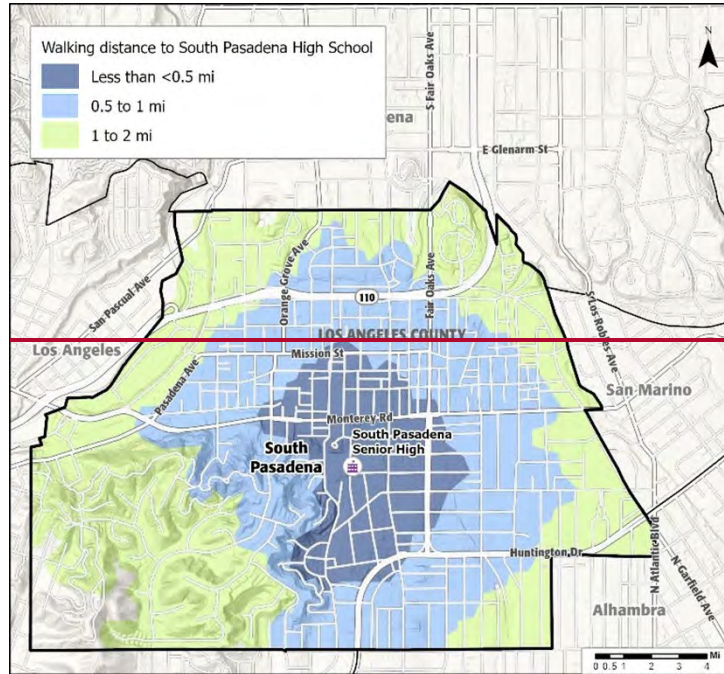 Walking distance to South Pasadena High School
Less than <0.5 mi
0.5 to 1 mi
1 to 2 mi
S Fair Oaks Ave
N
ena
E Glenarm St
San Pascual Ave
Orange Grove Ave
110
Fair Oaks Ave
S Los Robles Ave
Los Angeles
LOS ANGELES COUNTY
Mission St
Pasadena Ave
San Marino
Monterey Rd
South Pasadena
Senior High
South
Pasadena
Huntington Dr
N Atlantic Blvd
N Garfield Ave
Alhambra
Mi
0 0.5 1 2 3 4